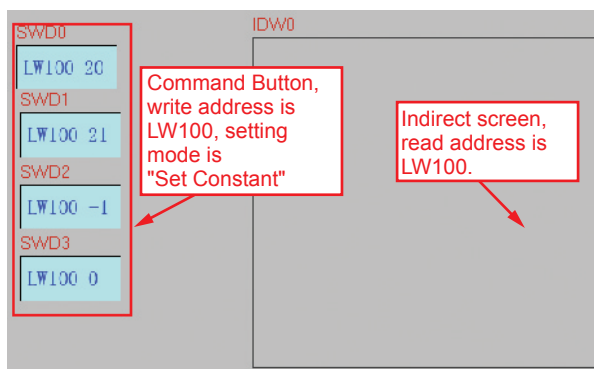 SWD0
LW100 20
SWD1
LW100 21
SWD2
LW100 -1
SWD3
LW100 0
Command Button,
write address is
LW100, setting
mode is
"Set Constant"
IDW0
Indirect screen,
read address is
LW100.